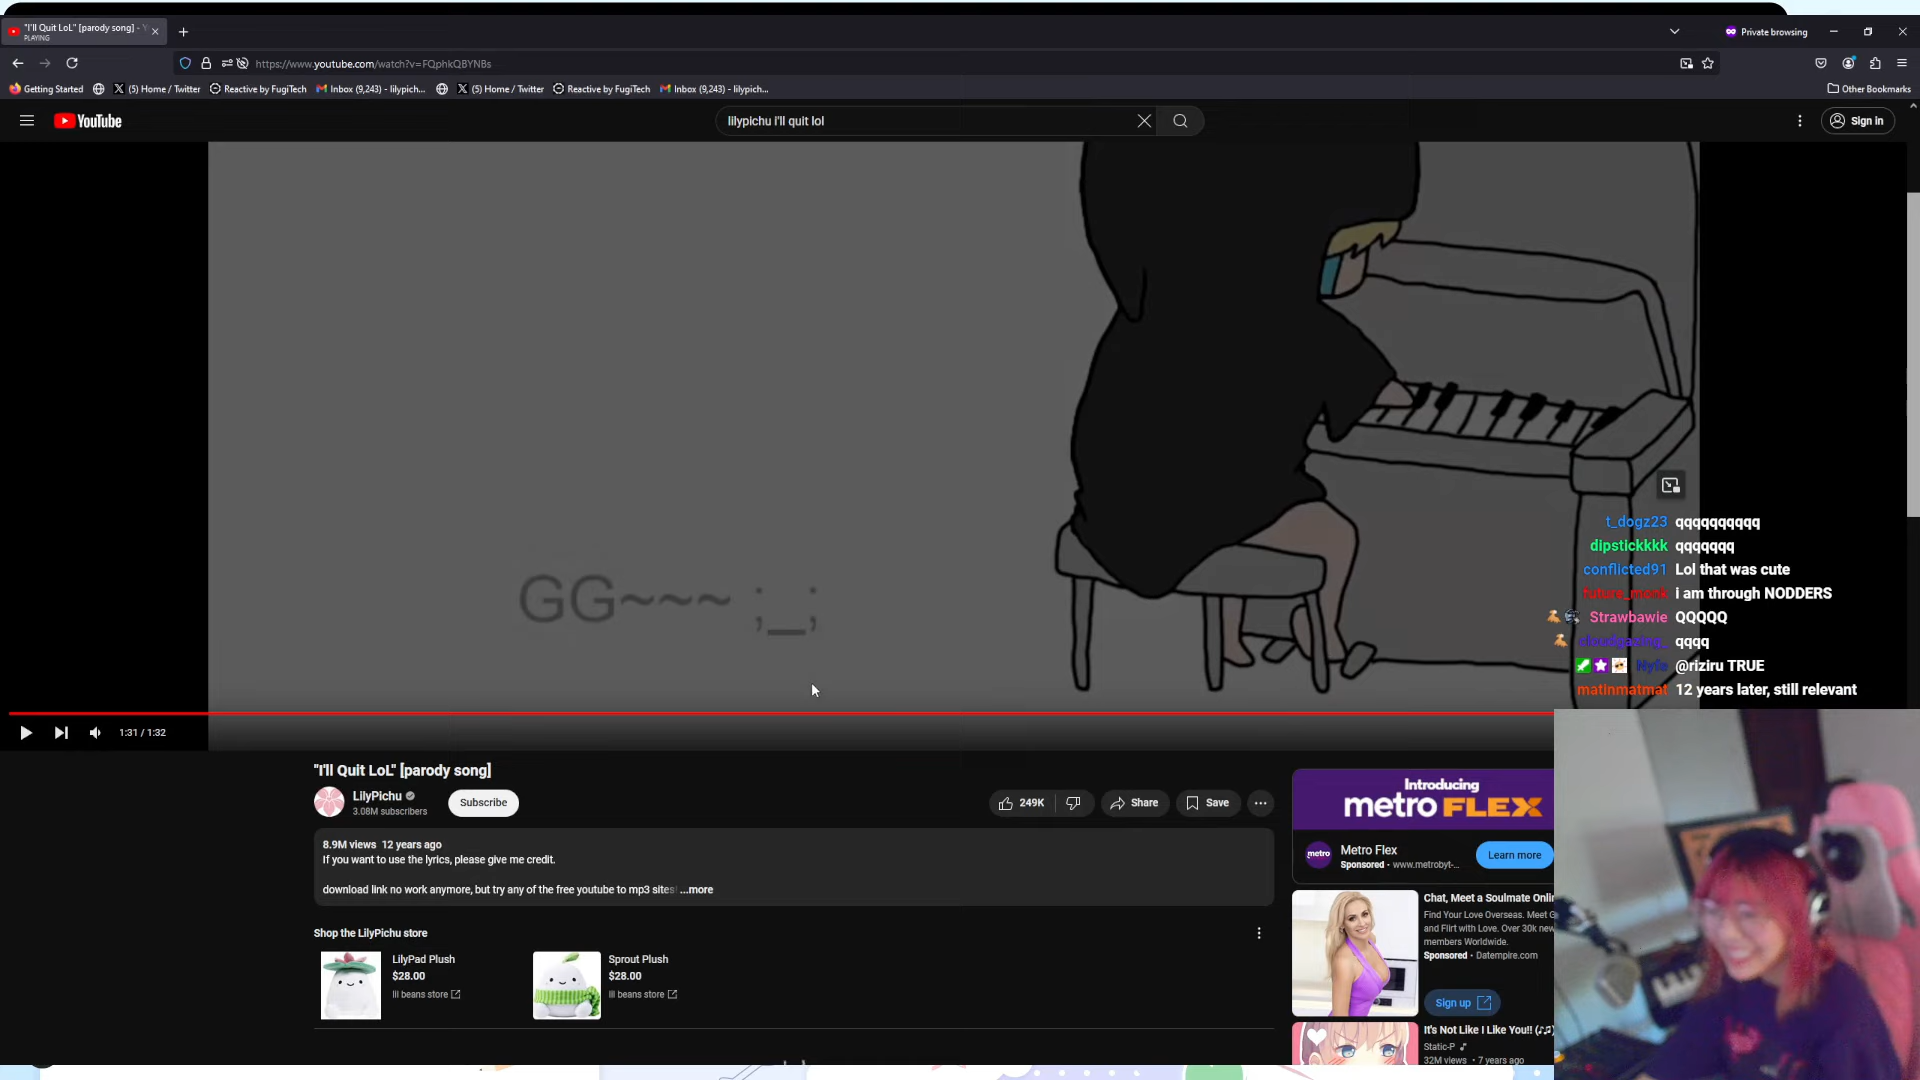 "I'll Quit LoL" [parody song] - Y
PLAYING
Private browsing
https://www.youtube.com/watch?v=FQphkQBYNBs
Getting Started
(5) Home / Twitter
Reactive by FugiTech
Inbox (9,243) - lilypich...
(5) Home / Twitter
Reactive by FugiTech
Inbox (9,243) - lilypich...
Other Bookmarks
YouTube
lilypichu i'll quit lol
Sign in
GG~~~ ;_;
t_dogz23 qqqqqqqqqq
dipstickkkk qqqqqqq
conflicted91 Lol that was cute
future_monk i am through NODDERS
Strawbawie QQQQQ
qqqq
Nyfe @riziru TRUE
matinmatmat 12 years later, still relevant
1:31 / 1:32
"I'll Quit LoL" [parody song]
LilyPichu
3.08M subscribers
Subscribe
249K
Share
Save
8.9M views 12 years ago
If you want to use the lyrics, please give me credit.
download link no work anymore, but try any of the free youtube to mp3 sites! ...more
Shop the LilyPichu store
LilyPad Plush
$28.00
lil beans store
Sprout Plush
$28.00
lil beans store
Introducing
metro FLEX
metro
Metro Flex
Sponsored · www.metrobyt-...
Learn more
Chat, Meet a Soulmate Onlin
Find Your Love Overseas. Meet G
and Flirt with Love. Over 30k new
members Worldwide.
Sponsored · Datempire.com
Sign up
It's Not Like I Like You!! (♪♫)
Static-P
32M views · 7 years ago